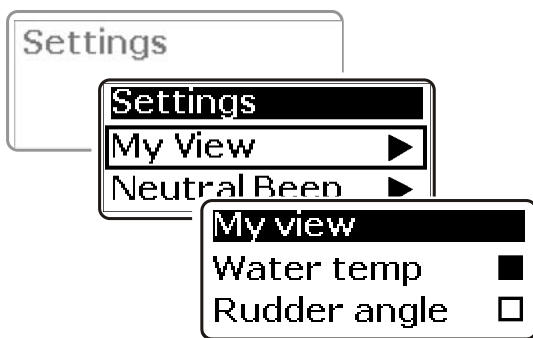 Settings
Settings
My View
Neutral Beep
My view
Water temp
Rudder angle